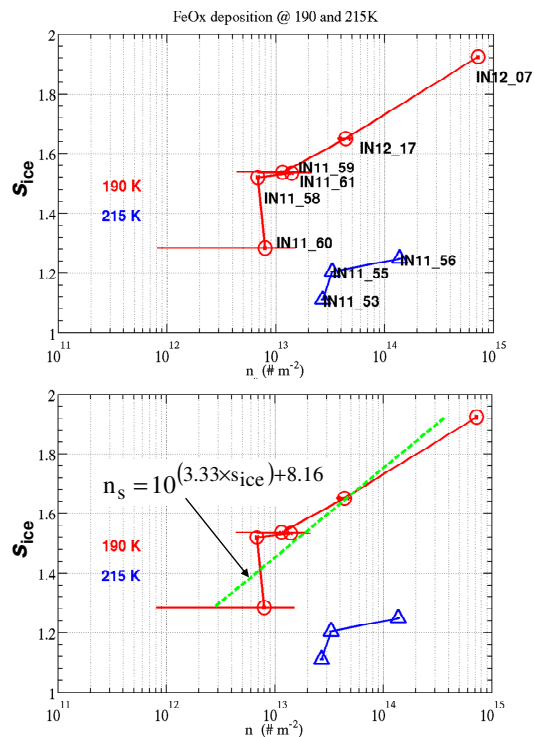 FeOx deposition @ 190 and 215K
2
1.8
1.6
1.4
1.2
1
Sice
190 K
215 K
IN12_07
IN12_17
IN11_59
IN11_61
IN11_58
IN11_60
IN11_56
IN11_55
IN11_53
10^11
10^12
10^13
10^14
10^15
n (# m^-2)
2
1.8
1.6
1.4
1.2
1
Sice
n_s = 10^(3.33×s_ice)+8.16
190 K
215 K
10^11
10^12
10^13
10^14
10^15
n (# m^-2)